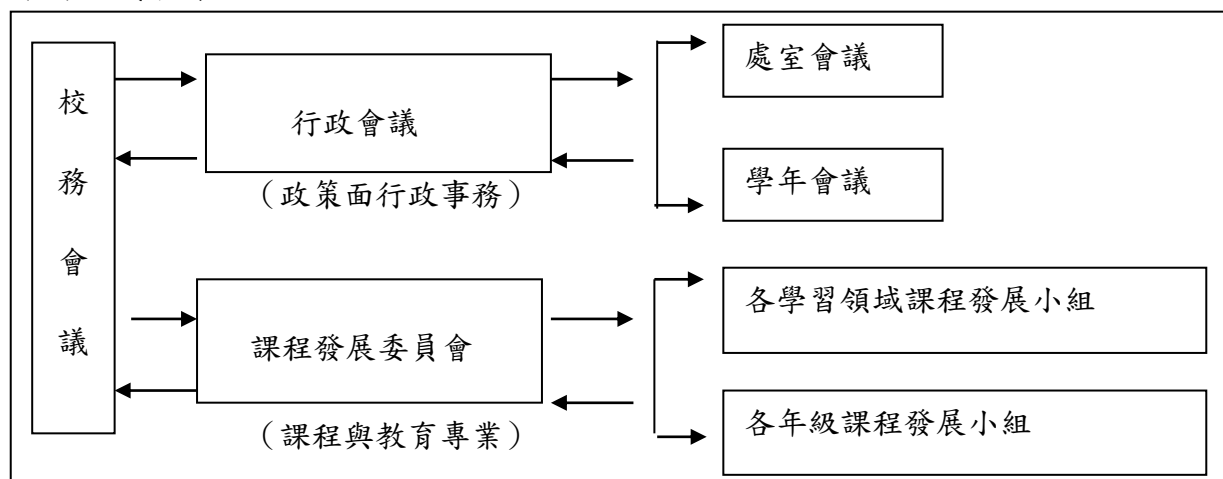 校務會議
行政會議
(政策面行政事務)
處室會議
學年會議
課程發展委員會
(課程與教育專業)
各學習領域課程發展小組
各年級課程發展小組